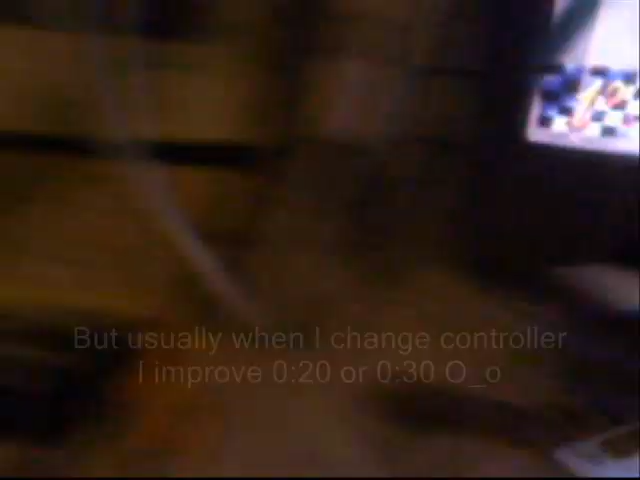 But usually when I change controller
I improve 0:20 or 0:30 O_o